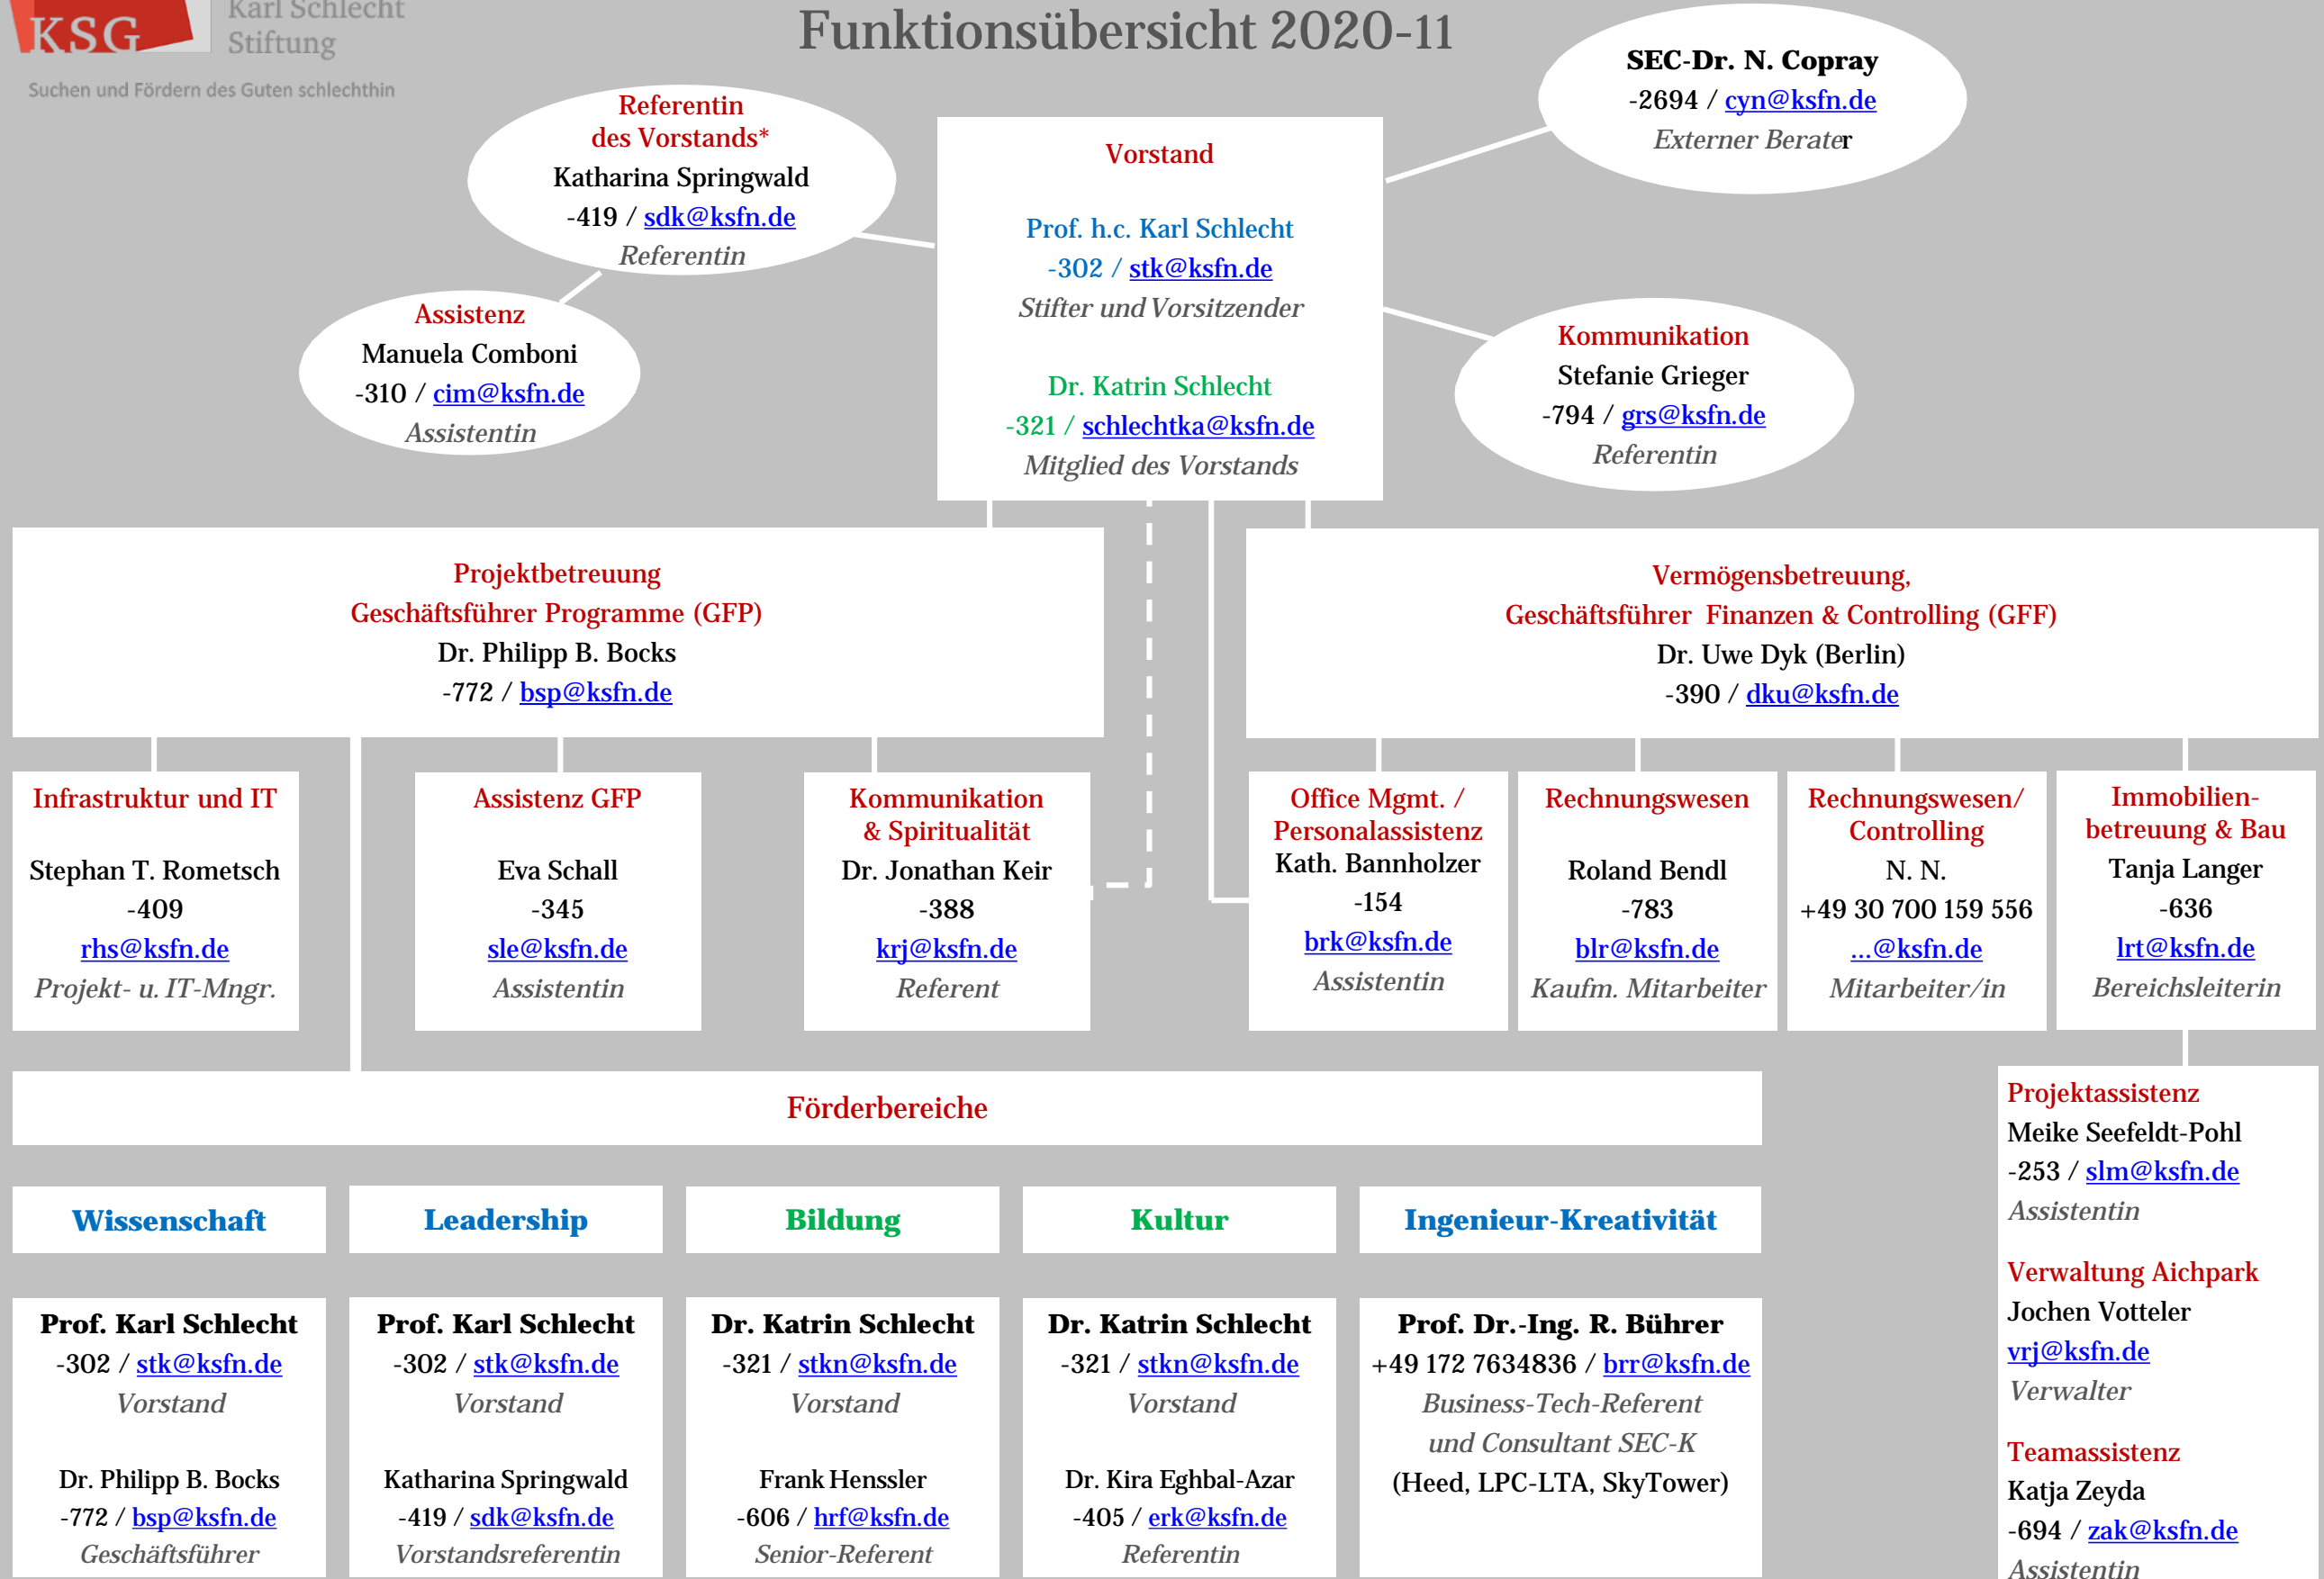 KSG
Karl Schlecht
Stiftung
Suchen und Fördern des Guten schlechthin
Funktionsübersicht 2020-11
SEC-Dr. N. Copray
-2694 / cyn@ksfn.de
Externer Berater
Referentin
des Vorstands*
Katharina Springwald
-419 / sdk@ksfn.de
Referentin
Assistenz
Manuela Comboni
-310 / cim@ksfn.de
Assistentin
Vorstand
Prof. h.c. Karl Schlecht
-302 / stk@ksfn.de
Stifter und Vorsitzender
Dr. Katrin Schlecht
-321 / schlechtka@ksfn.de
Mitglied des Vorstands
Kommunikation
Stefanie Grieger
-794 / grs@ksfn.de
Referentin
Projektbetreuung
Geschäftsführer Programme (GFP)
Dr. Philipp B. Bocks
-772 / bsp@ksfn.de
Vermögensbetreuung,
Geschäftsführer Finanzen & Controlling (GFF)
Dr. Uwe Dyk (Berlin)
-390 / dku@ksfn.de
Infrastruktur und IT
Stephan T. Rometsch
-409
rhs@ksfn.de
Projekt- u. IT-Mngr.
Assistenz GFP
Eva Schall
-345
sle@ksfn.de
Assistentin
Kommunikation
& Spiritualität
Dr. Jonathan Keir
-388
krj@ksfn.de
Referent
Office Mgmt. /
Personalassistenz
Kath. Bannholzer
-154
brk@ksfn.de
Assistentin
Rechnungswesen
Roland Bendl
-783
blr@ksfn.de
Kaufm. Mitarbeiter
Rechnungswesen/
Controlling
N. N.
+49 30 700 159 556
...@ksfn.de
Mitarbeiter/in
Immobilien-
betreuung & Bau
Tanja Langer
-636
lrt@ksfn.de
Bereichsleiterin
Förderbereiche
Wissenschaft
Prof. Karl Schlecht
-302 / stk@ksfn.de
Vorstand
Dr. Philipp B. Bocks
-772 / bsp@ksfn.de
Geschäftsführer
Leadership
Prof. Karl Schlecht
-302 / stk@ksfn.de
Vorstand
Katharina Springwald
-419 / sdk@ksfn.de
Vorstandsreferentin
Bildung
Dr. Katrin Schlecht
-321 / stkn@ksfn.de
Vorstand
Frank Henssler
-606 / hrf@ksfn.de
Senior-Referent
Kultur
Dr. Katrin Schlecht
-321 / stkn@ksfn.de
Vorstand
Dr. Kira Eghbal-Azar
-405 / erk@ksfn.de
Referentin
Ingenieur-Kreativität
Prof. Dr.-Ing. R. Bührer
+49 172 7634836 / brr@ksfn.de
Business-Tech-Referent
und Consultant SEC-K
(Heed, LPC-LTA, SkyTower)
Projektassistenz
Meike Seefeldt-Pohl
-253 / slm@ksfn.de
Assistentin
Verwaltung Aichpark
Jochen Votteler
vrj@ksfn.de
Verwalter
Teamassistenz
Katja Zeyda
-694 / zak@ksfn.de
Assistentin